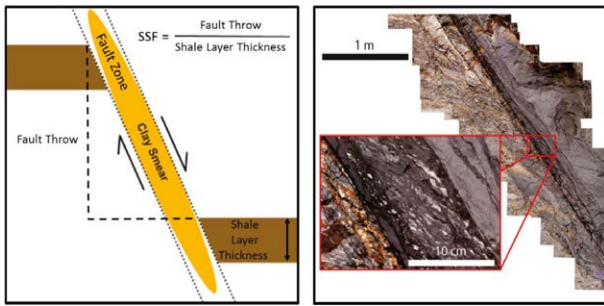 SSF = Fault Throw
Shale Layer Thickness
Fault Zone
Clay Smear
Fault Throw
Shale
Layer
Thickness
1 m
10 cm